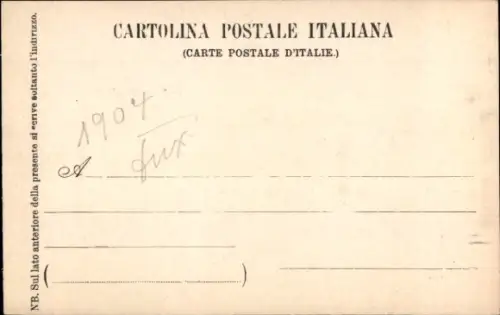 CARTOLINA POSTALE ITALIANA
(CARTE POSTALE D'ITALIE.)
1904
A
( )
NB. Sul lato anteriore della presente si scrive soltanto l'indirizzo.